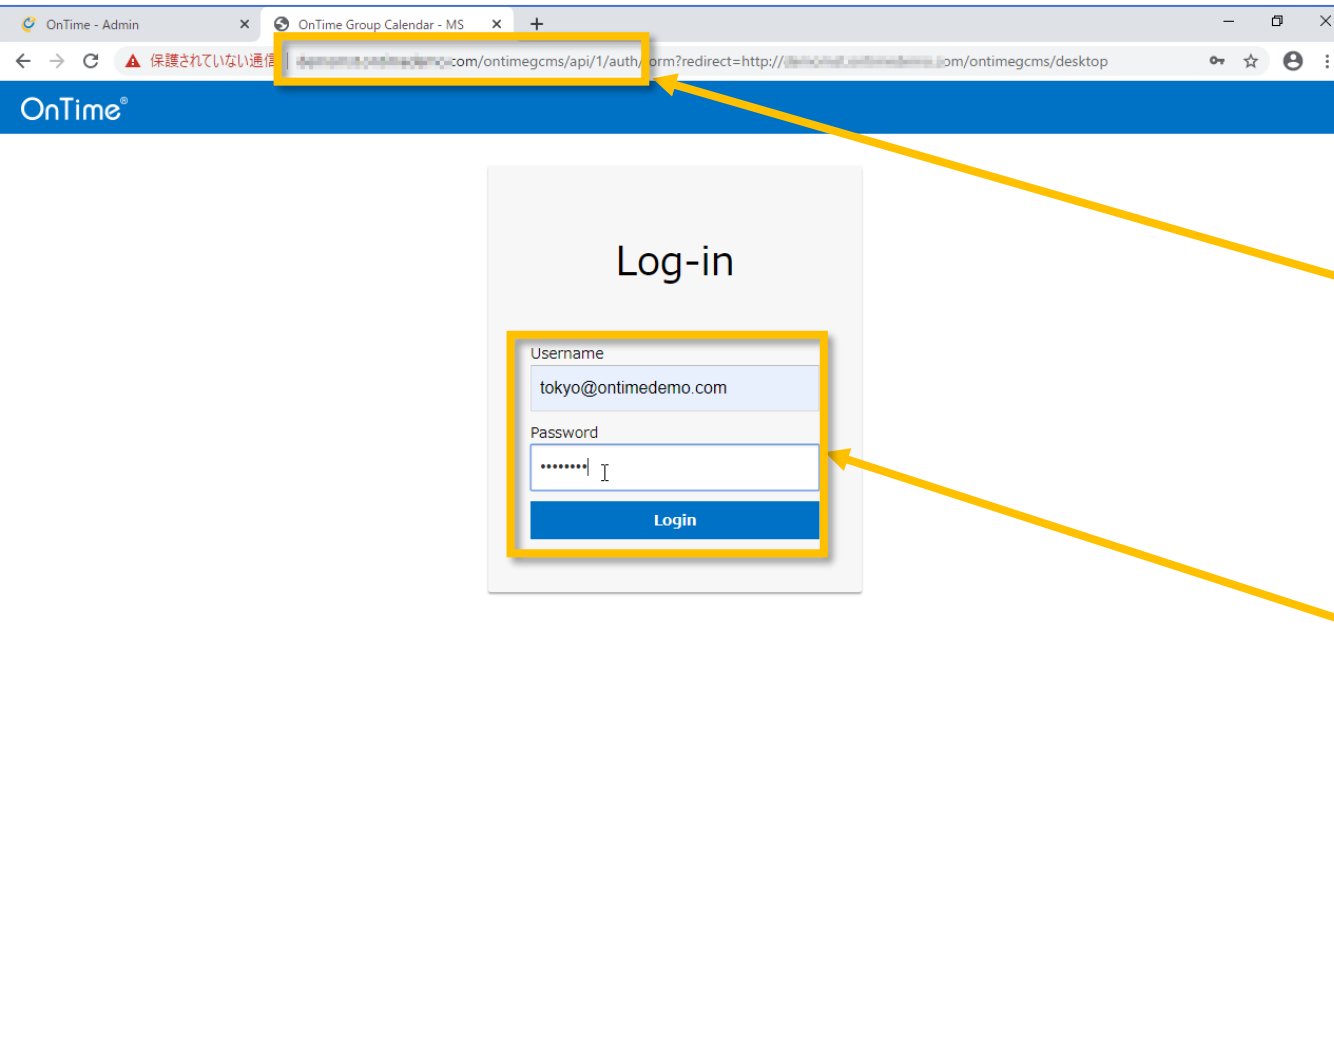 OnTime - Admin
OnTime Group Calendar - MS
保護されていない通信
com/ontimegcms/api/1/auth/form?redirect=http://
om/ontimegcms/desktop
OnTime®
Log-in
Username
tokyo@ontimedemo.com
Password
••••••••
Login